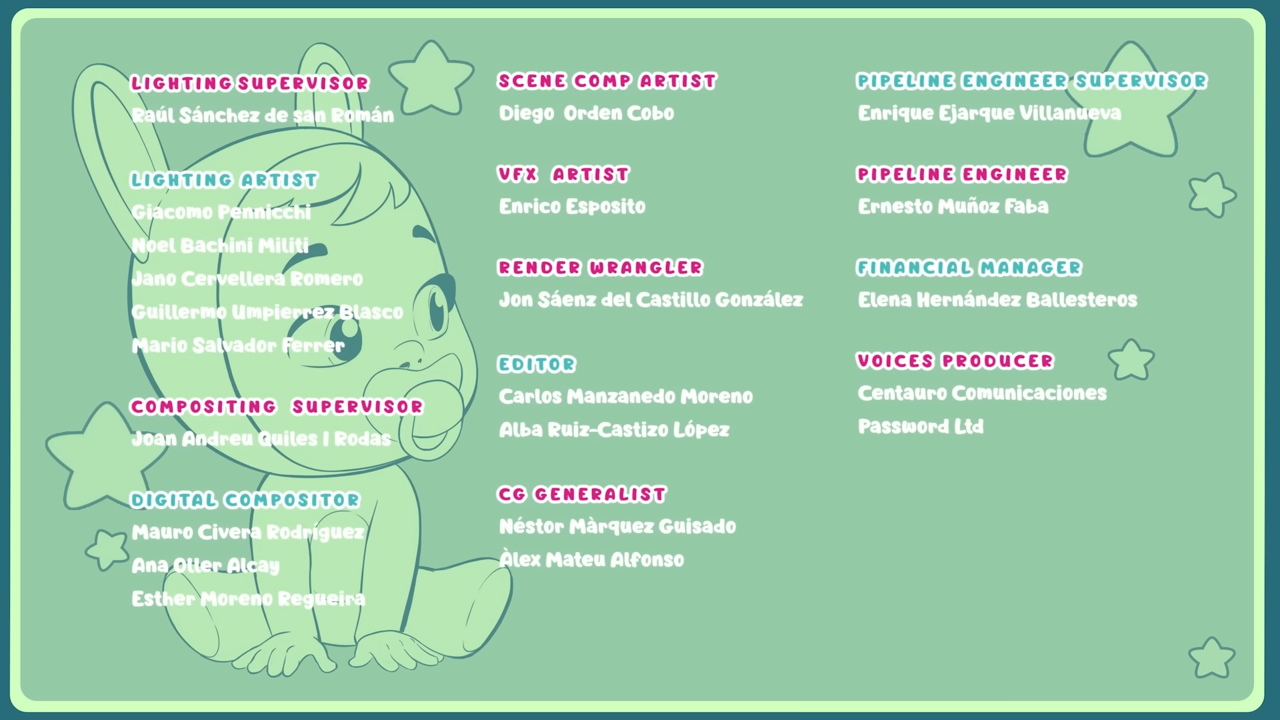 LIGHTING SUPERVISOR
Raúl Sánchez de san Román
LIGHTING ARTIST
Giacomo Pennicchi
Noel Bachini Militi
Jano Cervellera Romero
Guillermo Umpierrez Blasco
Mario Salvador Ferrer
COMPOSITING SUPERVISOR
Joan Andreu Quiles I Rodas
DIGITAL COMPOSITOR
Mauro Civera Rodríguez
Ana Oller Alcay
Esther Moreno Regueira
SCENE COMP ARTIST
Diego Orden Cobo
VFX ARTIST
Enrico Esposito
RENDER WRANGLER
Jon Sáenz del Castillo González
EDITOR
Carlos Manzanedo Moreno
Alba Ruiz-Castizo López
CG GENERALIST
Néstor Màrquez Guisado
Àlex Mateu Alfonso
PIPELINE ENGINEER SUPERVISOR
Enrique Ejarque Villanueva
PIPELINE ENGINEER
Ernesto Muñoz Faba
FINANCIAL MANAGER
Elena Hernández Ballesteros
VOICES PRODUCER
Centauro Comunicaciones
Password Ltd